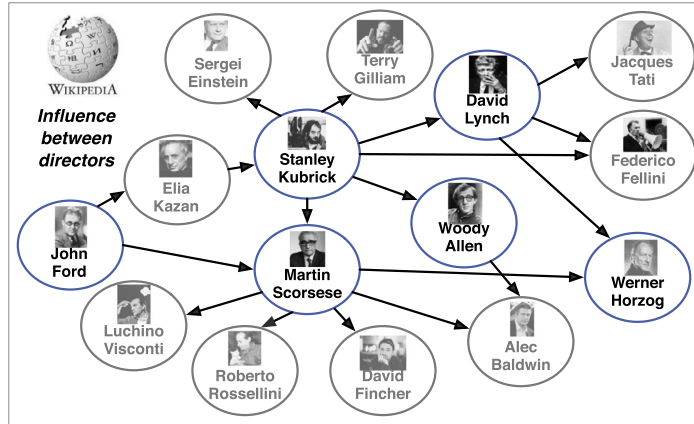 WIKIPEDIA
Influence
between
directors
Sergei
Einstein
Terry
Gilliam
David
Lynch
Jacques
Tati
Elia
Kazan
Stanley
Kubrick
Federico
Fellini
John
Ford
Martin
Scorsese
Woody
Allen
Werner
Horzog
Luchino
Visconti
Roberto
Rossellini
David
Fincher
Alec
Baldwin